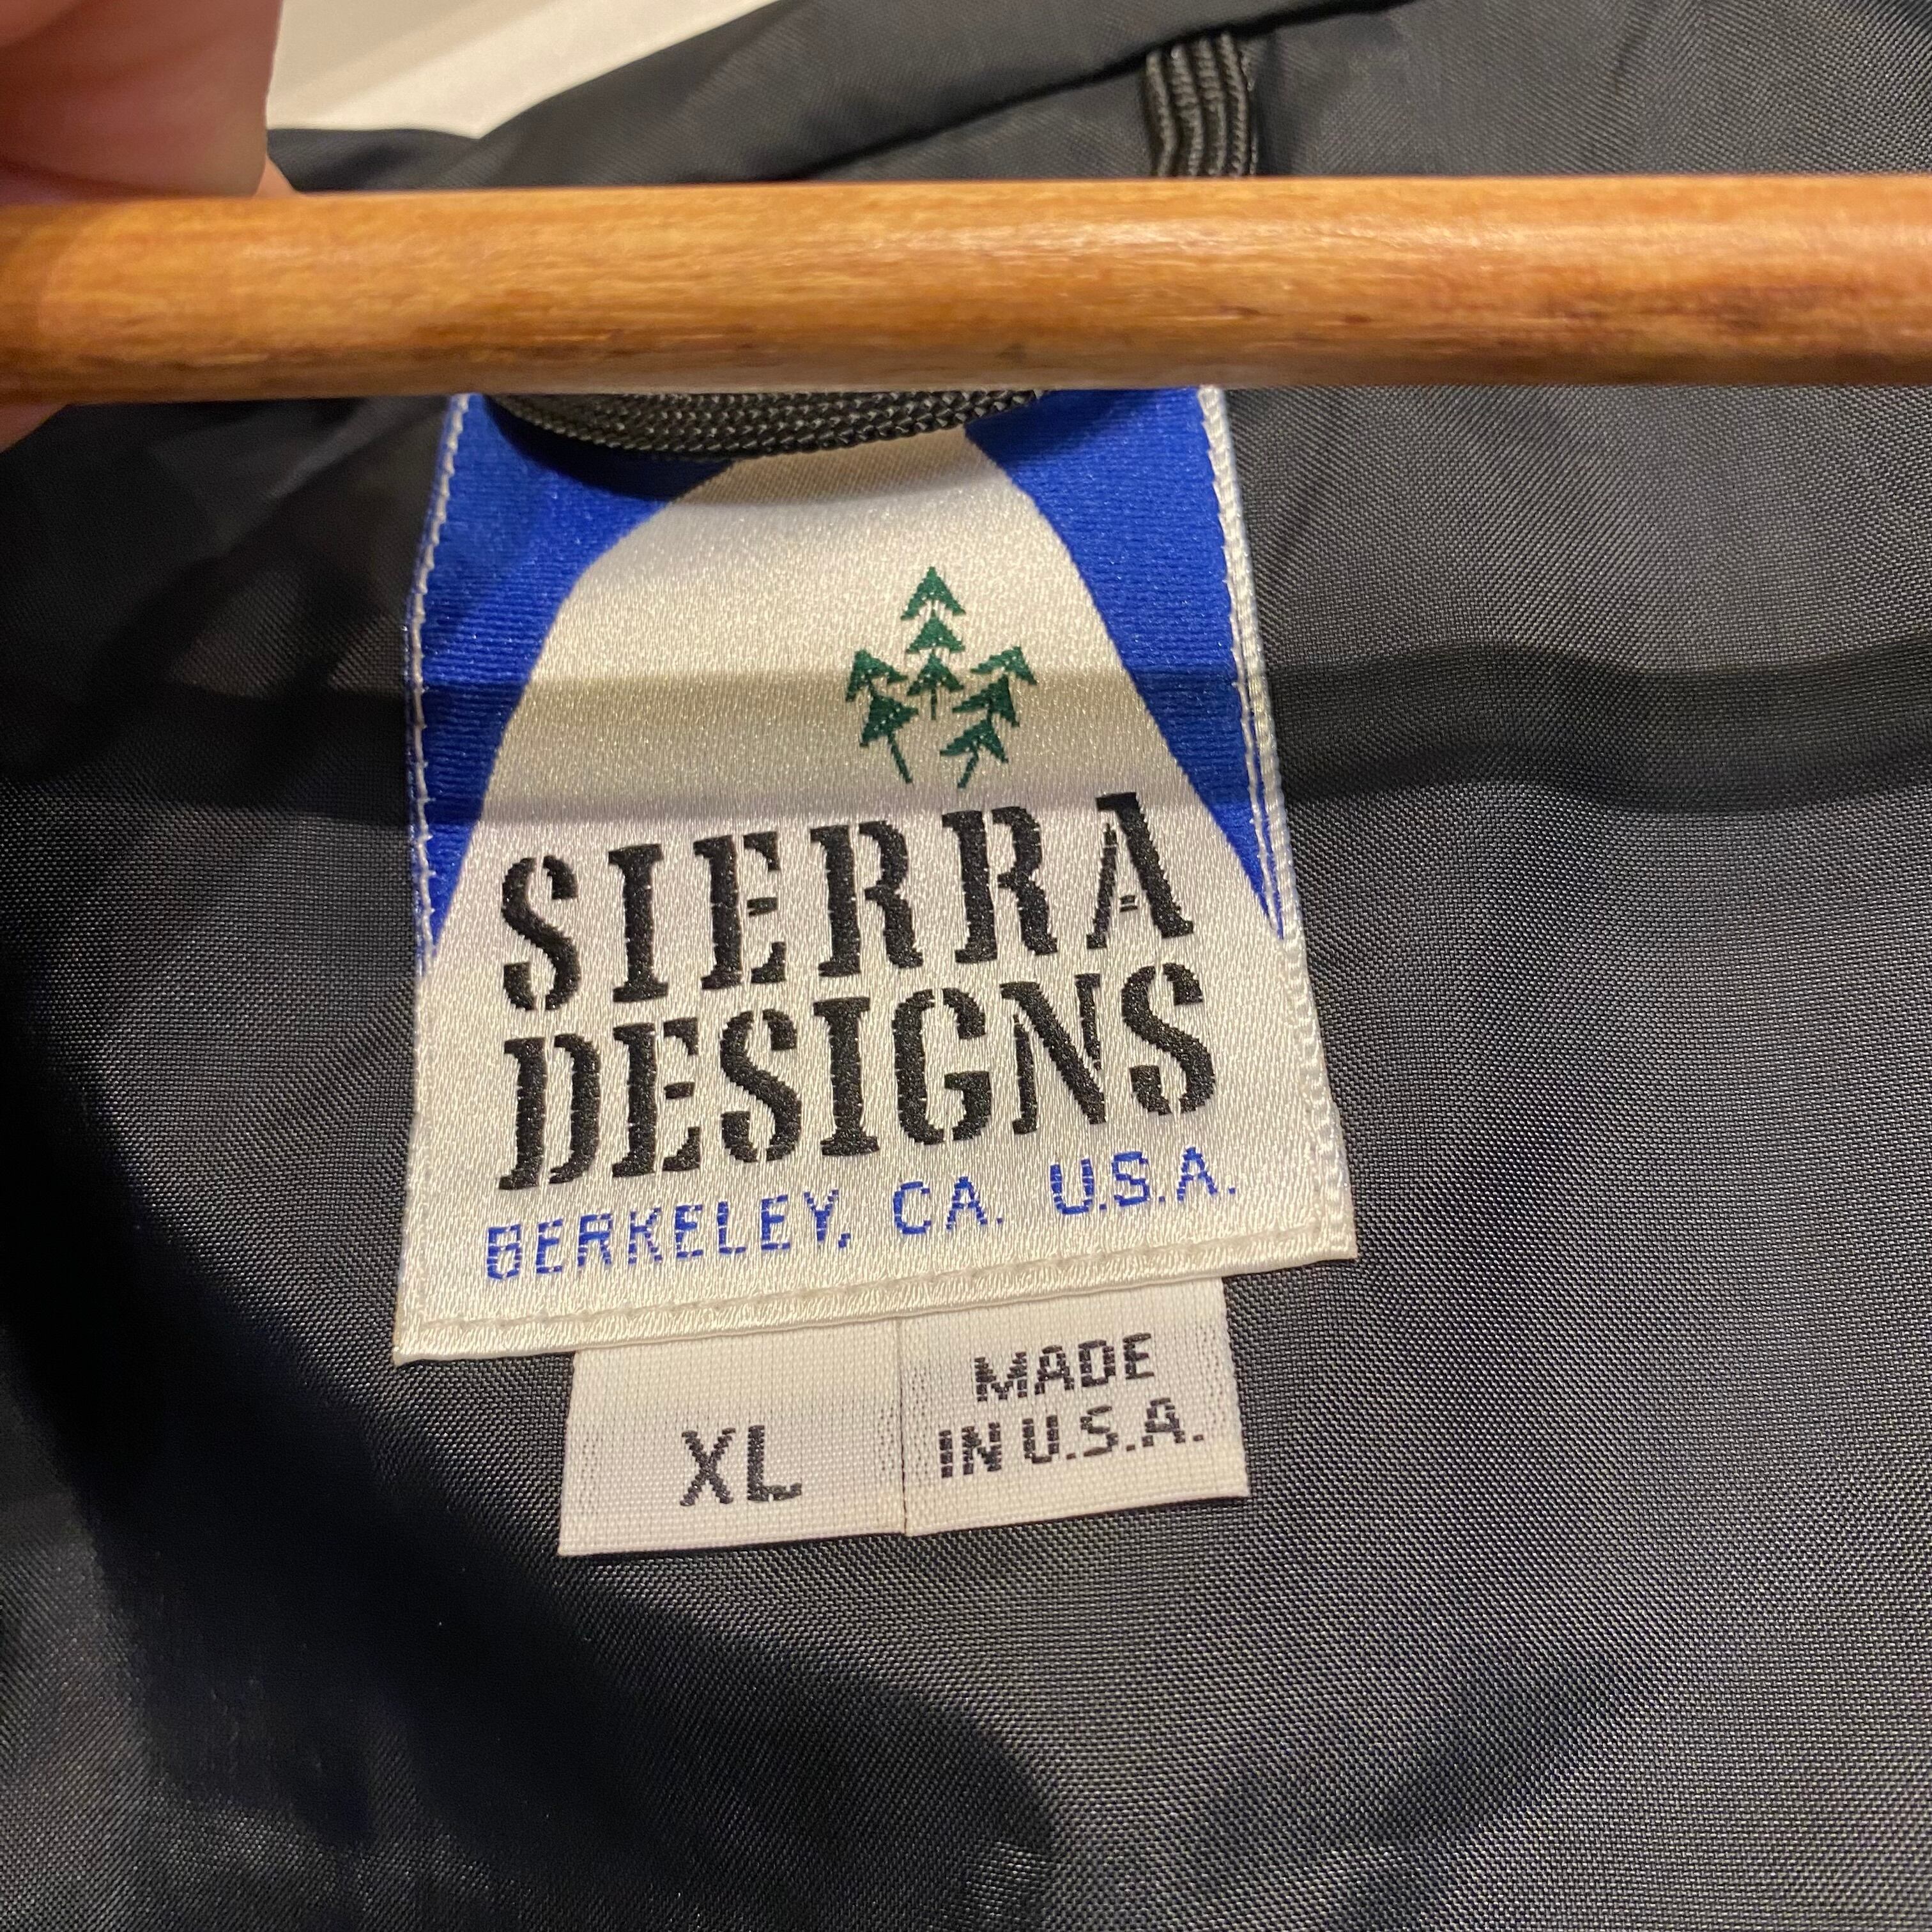 SIERRA
DESIGNS
BERKELEY, CA. U.S.A.
XL
MADE
IN U.S.A.